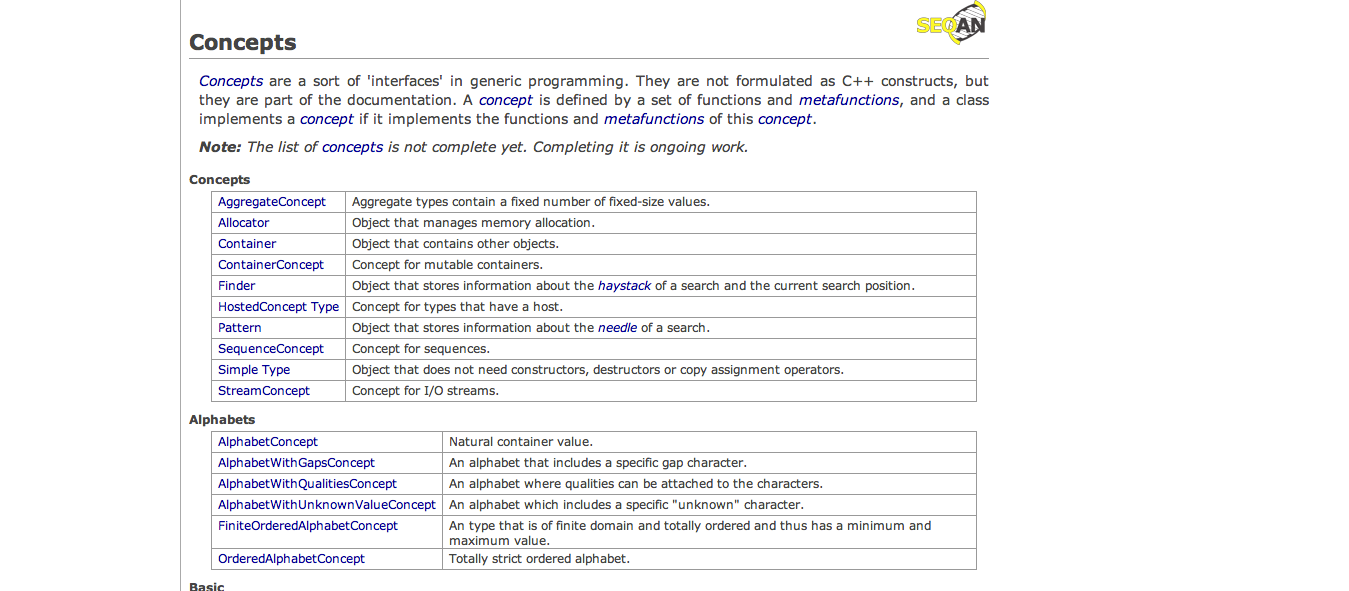 SEQAN
Concepts
Concepts are a sort of 'interfaces' in generic programming. They are not formulated as C++ constructs, but
they are part of the documentation. A concept is defined by a set of functions and metafunctions, and a class
implements a concept if it implements the functions and metafunctions of this concept.
Note: The list of concepts is not complete yet. Completing it is ongoing work.
Concepts
AggregateConcept Aggregate types contain a fixed number of fixed-size values.
Allocator Object that manages memory allocation.
Container Object that contains other objects.
ContainerConcept Concept for mutable containers.
Finder Object that stores information about the haystack of a search and the current search position.
HostedConcept Type Concept for types that have a host.
Pattern Object that stores information about the needle of a search.
SequenceConcept Concept for sequences.
Simple Type Object that does not need constructors, destructors or copy assignment operators.
StreamConcept Concept for I/O streams.
Alphabets
AlphabetConcept Natural container value.
AlphabetWithGapsConcept An alphabet that includes a specific gap character.
AlphabetWithQualitiesConcept An alphabet where qualities can be attached to the characters.
AlphabetWithUnknownValueConcept An alphabet which includes a specific "unknown" character.
FiniteOrderedAlphabetConcept An type that is of finite domain and totally ordered and thus has a minimum and
maximum value.
OrderedAlphabetConcept Totally strict ordered alphabet.
Basic